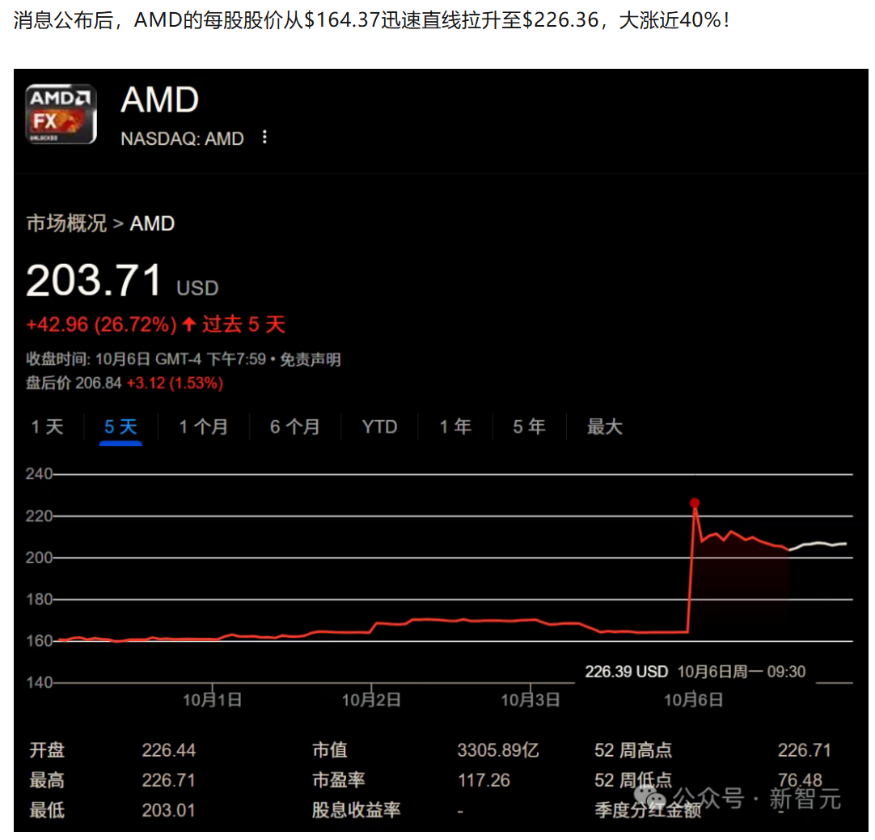 消息公布后，AMD的每股股价从$164.37迅速直线拉升至$226.36，大涨近40%！
AMD
FX
UNLOCKED
AMD
NASDAQ: AMD
市场概况 > AMD
203.71 USD
+42.96 (26.72%) ↑ 过去 5 天
收盘时间: 10月6日 GMT-4 下午7:59 • 免责声明
盘后价 206.84 +3.12 (1.53%)
1 天 5 天 1 个月 6 个月 YTD 1 年 5 年 最大
240
220
200
180
160
140
226.39 USD 10月6日周一 09:30
10月1日 10月2日 10月3日 10月6日
开盘 226.44 市值 3305.89亿 52 周高点 226.71
最高 226.71 市盈率 117.26 52 周低点 76.48
最低 203.01 股息收益率 - 季度分红金额 -
公众号 · 新智元